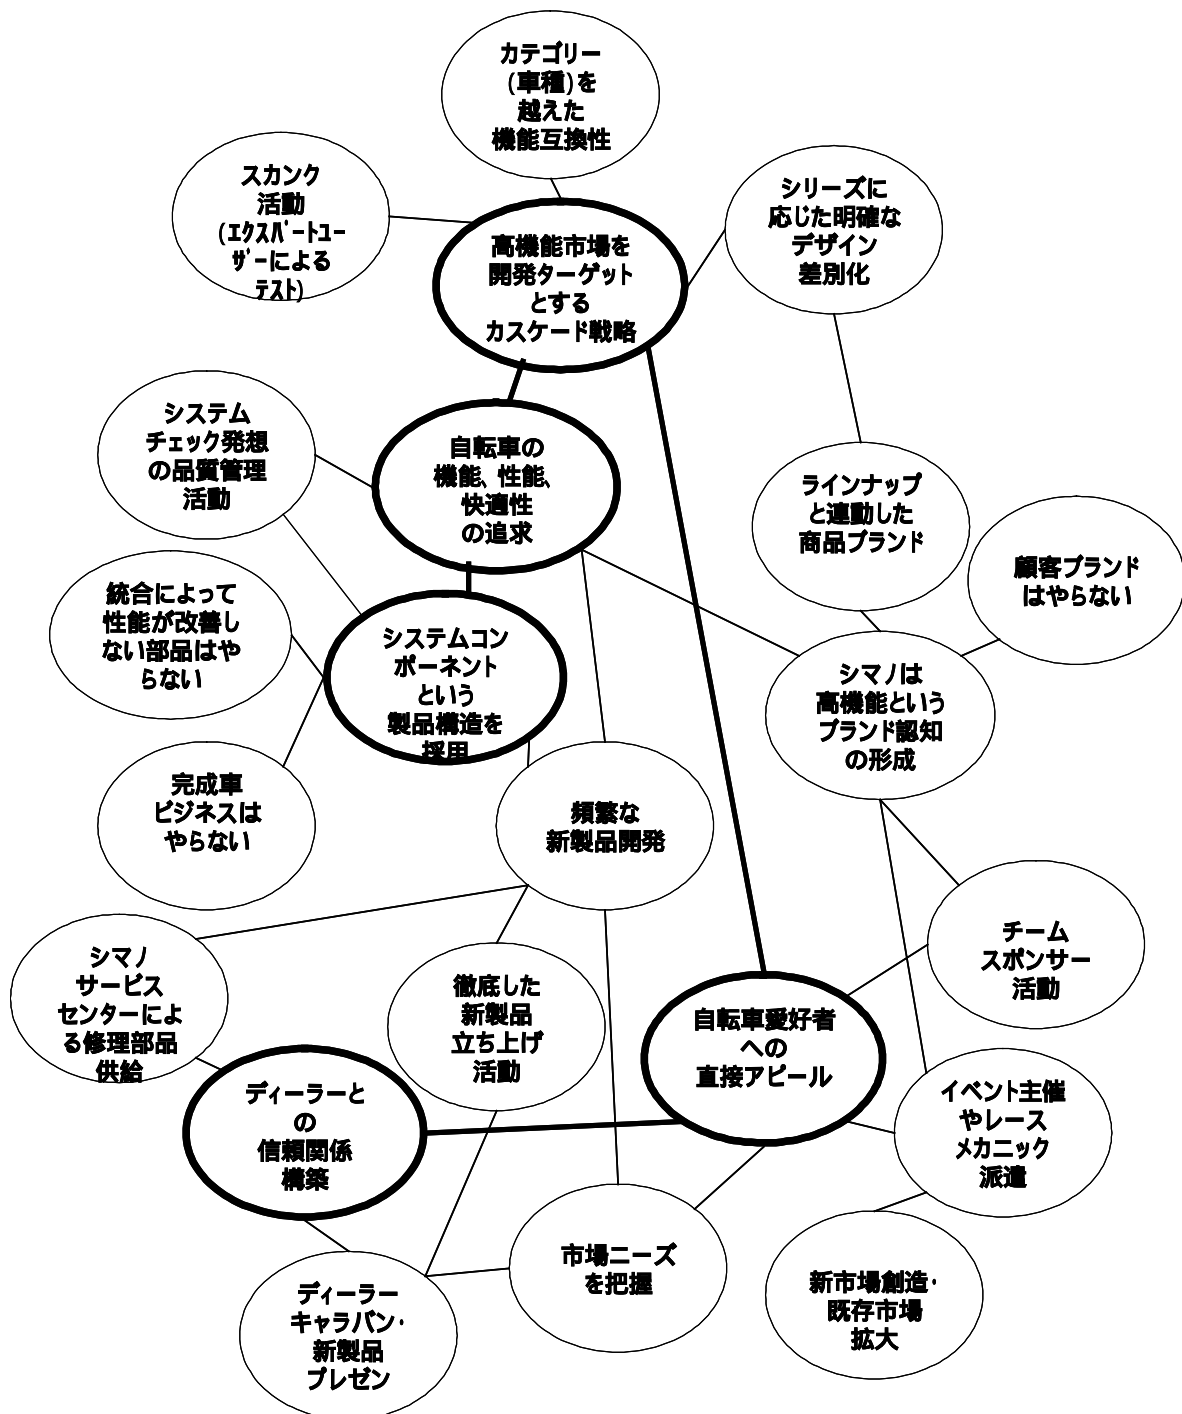 カテゴリー
(車種)を
越えた
機能互換性
スカンク
活動
(ｴｸｽﾊﾟｰﾄﾕｰ
ｻﾞｰによる
ﾃｽﾄ)
高機能市場を
開発ターゲット
とする
カスケード戦略
シリーズに
応じた明確な
デザイン
差別化
システム
チェック発想
の品質管理
活動
自転車の
機能、性能、
快適性
の追求
ラインナップ
と連動した
商品ブランド
顧客ブランド
はやらない
統合によって
性能が改善し
ない部品はや
らない
システムコン
ポーネント
という
製品構造を
採用
シマノは
高機能という
ブランド認知
の形成
完成車
ビジネスは
やらない
頻繁な
新製品開発
シマノ
サービス
センターによ
る修理部品
供給
徹底した
新製品
立ち上げ
活動
自転車愛好者
への
直接アピール
チーム
スポンサー
活動
ディーラーと
の
信頼関係
構築
イベント主催
やレース
メカニック
派遣
ディーラー
キャラバン・
新製品
プレゼン
市場ニーズ
を把握
新市場創造・
既存市場
拡大